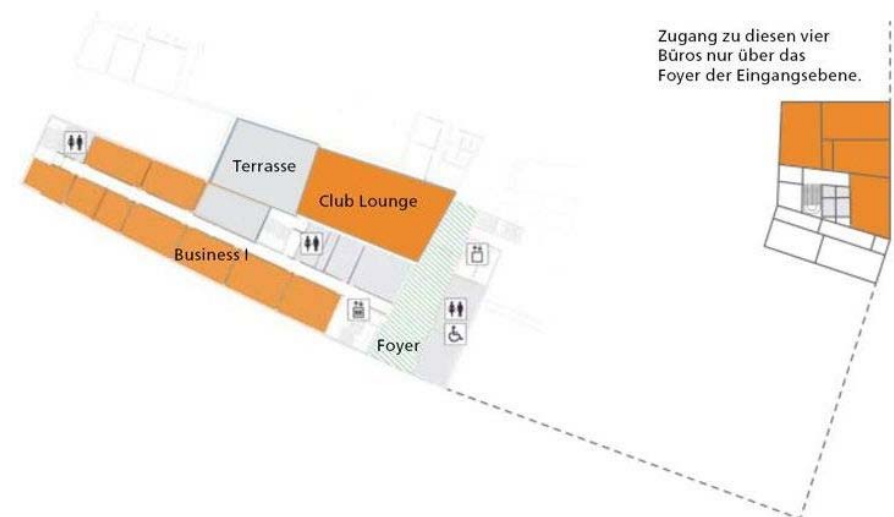 Zugang zu diesen vier
Büros nur über das
Foyer der Eingangsebene.
Terrasse
Club Lounge
Business I
Foyer